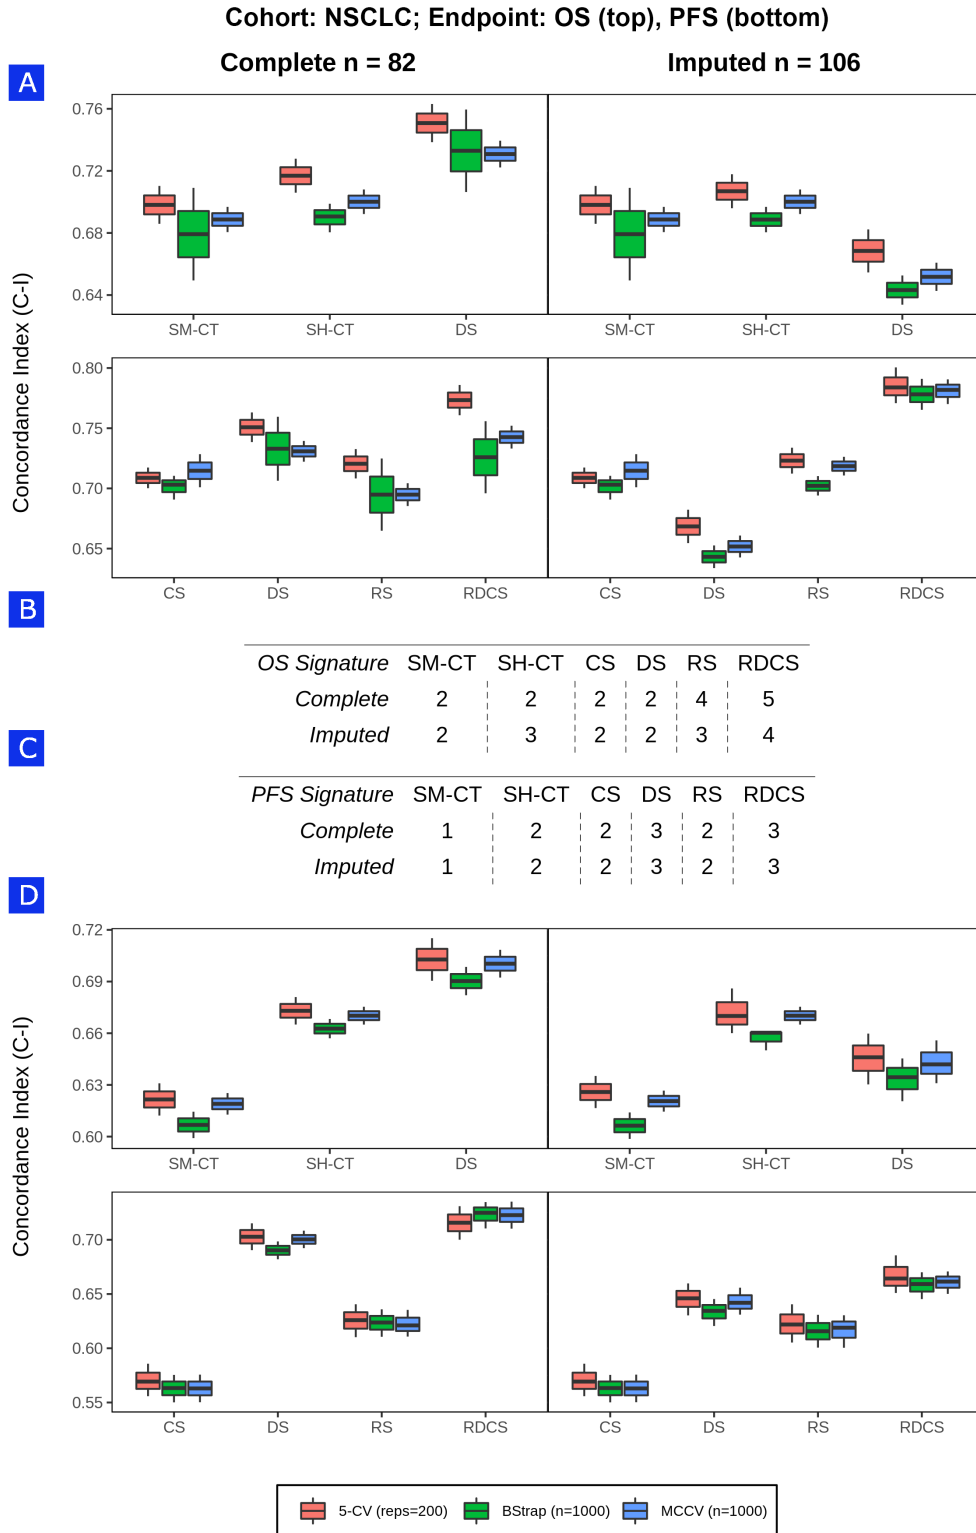 Cohort: NSCLC; Endpoint: OS (top), PFS (bottom)
Complete n = 82
Imputed n = 106
A
Concordance Index (C-I)
0.76
0.72
0.68
0.64
SM-CT SH-CT DS SM-CT SH-CT DS
0.80
0.75
0.70
0.65
CS DS RS RDCS CS DS RS RDCS
B
OS Signature SM-CT SH-CT CS DS RS RDCS
Complete 2 2 2 2 4 5
Imputed 2 3 2 2 3 4
C
PFS Signature SM-CT SH-CT CS DS RS RDCS
Complete 1 2 2 3 2 3
Imputed 1 2 2 3 2 3
D
Concordance Index (C-I)
0.72
0.69
0.66
0.63
0.60
SM-CT SH-CT DS SM-CT SH-CT DS
0.70
0.65
0.60
0.55
CS DS RS RDCS CS DS RS RDCS
5-CV (reps=200) BStrap (n=1000) MCCV (n=1000)